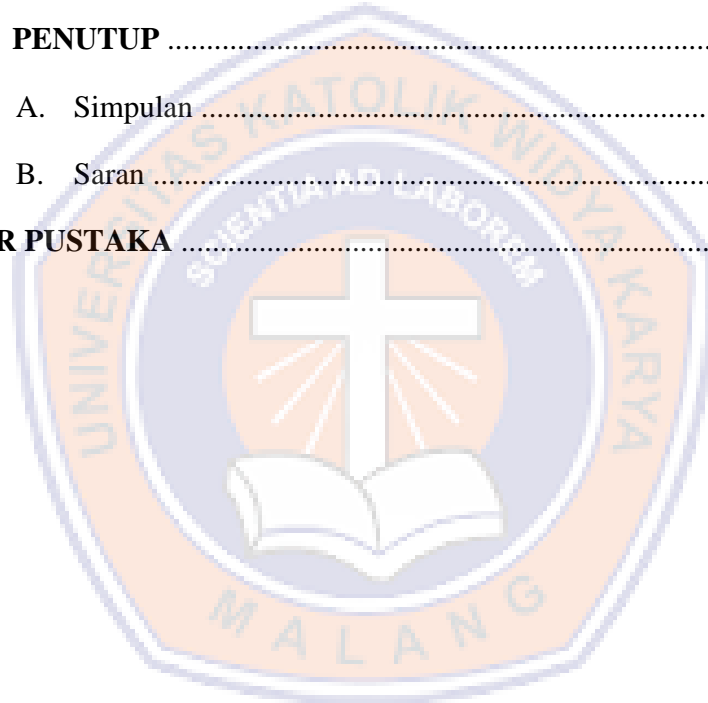 PENUTUP ........................................................
A. Simpulan ........................................................
B. Saran ........................................................
R PUSTAKA ........................................................
UNIVERSITAS KATOLIK WIDYA KARYA
SCIENTIA AD LABOREM
MALANG